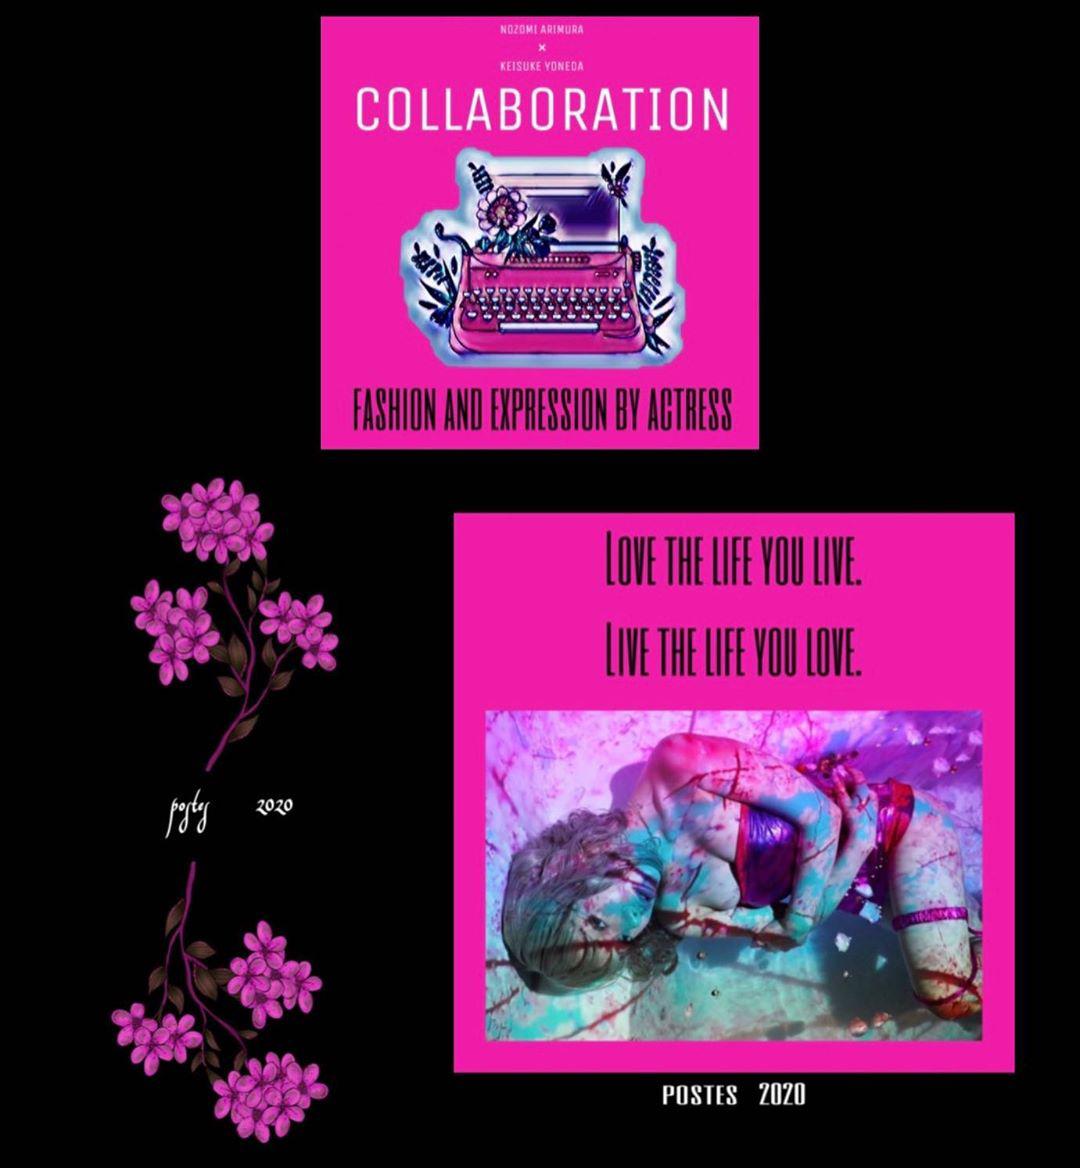 NOZOMI ARIMURA
×
KEISUKE YONEDA
COLLABORATION
FASHION AND EXPRESSION BY ACTRESS
LOVE THE LIFE YOU LIVE.
LIVE THE LIFE YOU LOVE.
postes 2020
POSTES 2020